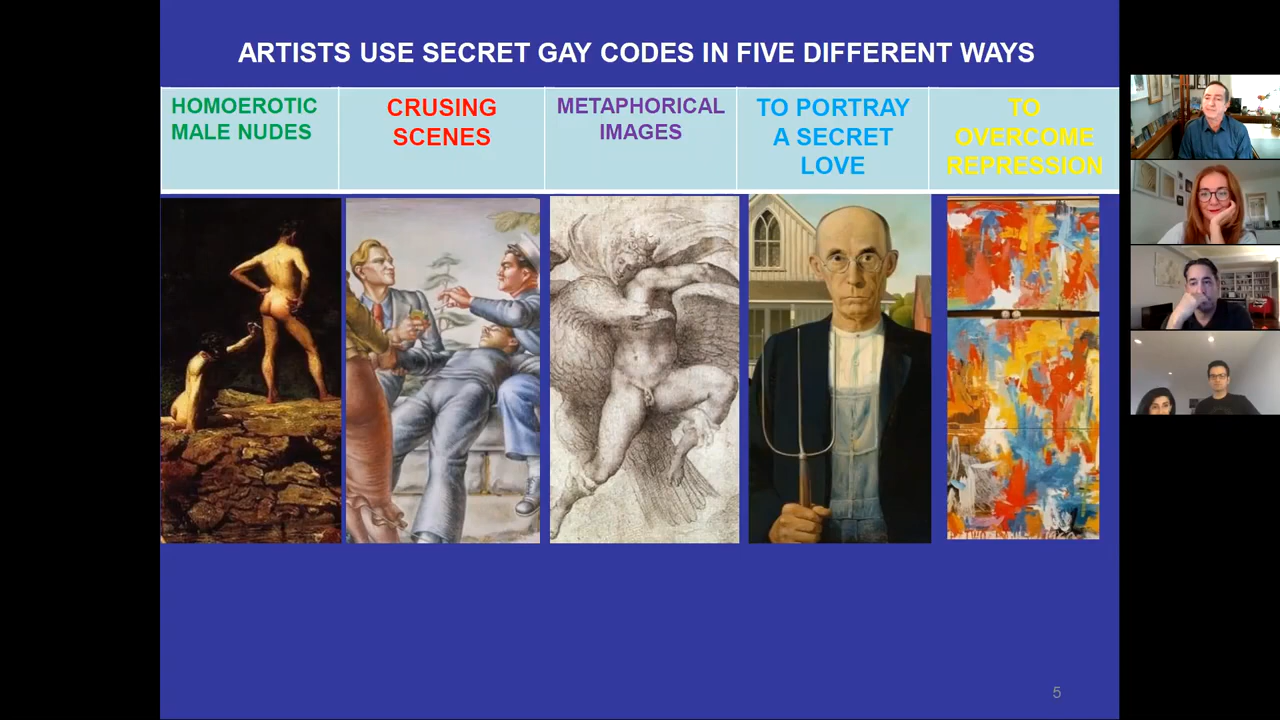 ARTISTS USE SECRET GAY CODES IN FIVE DIFFERENT WAYS
HOMOEROTIC
MALE NUDES
CRUSING
SCENES
METAPHORICAL
IMAGES
TO PORTRAY
A SECRET
LOVE
TO
OVERCOME
REPRESSION
5